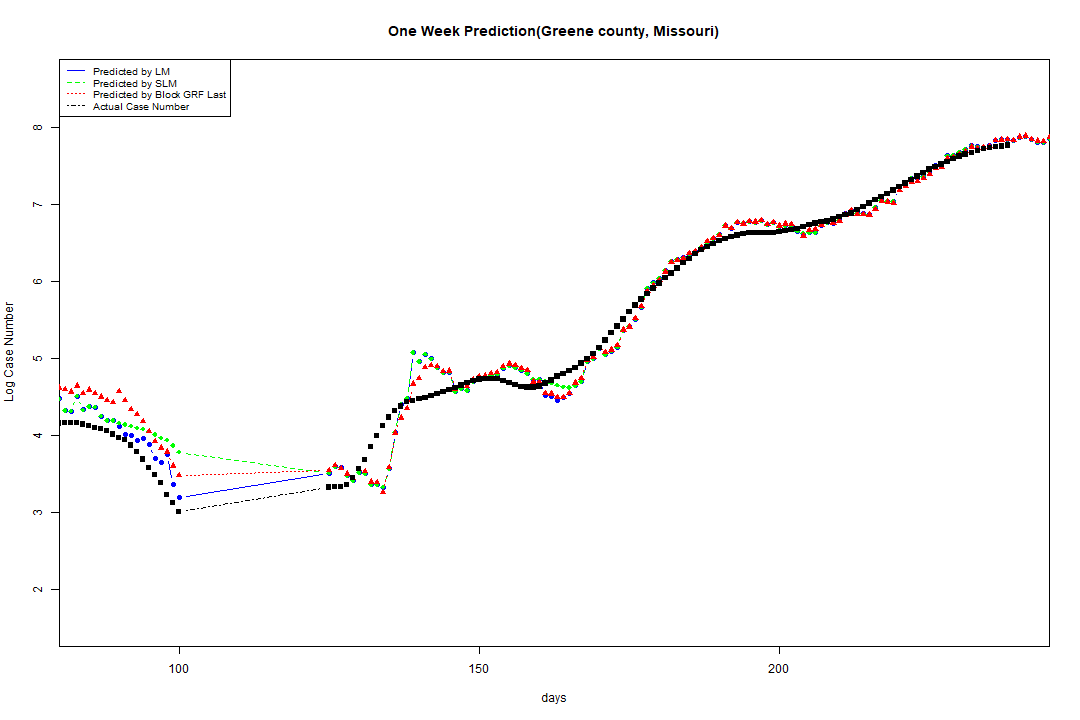 One Week Prediction(Greene county, Missouri)
Predicted by LM
Predicted by SLM
Predicted by Block GRF Last
Actual Case Number
Log Case Number
8
7
6
5
4
3
2
100 150 200
days